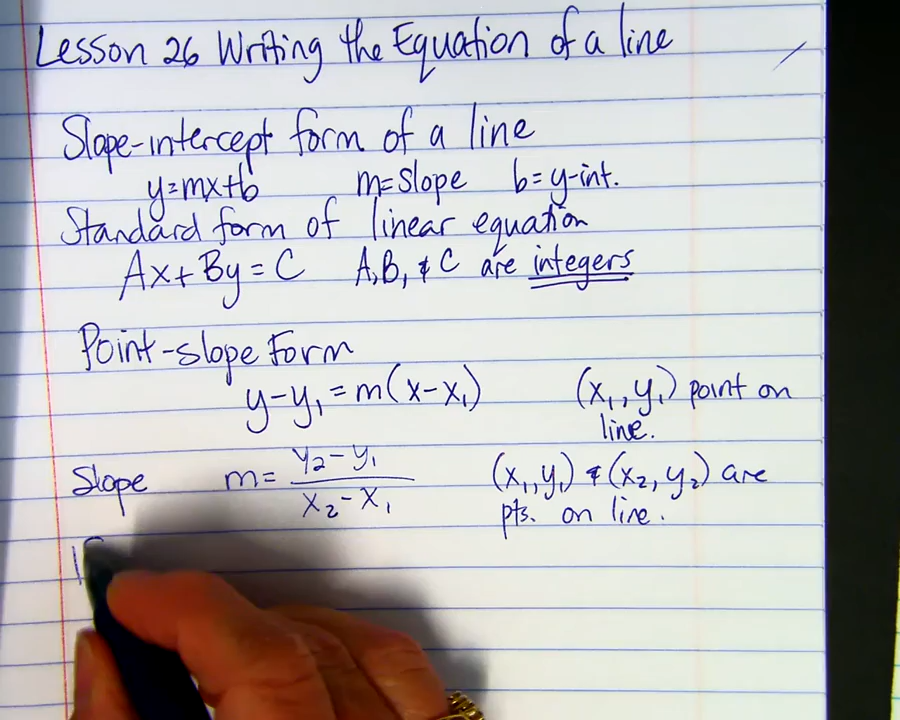 Lesson 26 Writing the Equation of a line
Slope-intercept form of a line
y=mx+b m=slope b=y-int.
Standard form of linear equation
Ax+By=C A,B, & C are integers
Point-slope Form
y-y₁=m(x-x₁) (x₁,y₁) point on
line.
Slope m= y₂-y₁ / x₂-x₁ (x₁,y₁) & (x₂,y₂) are
pts. on line.